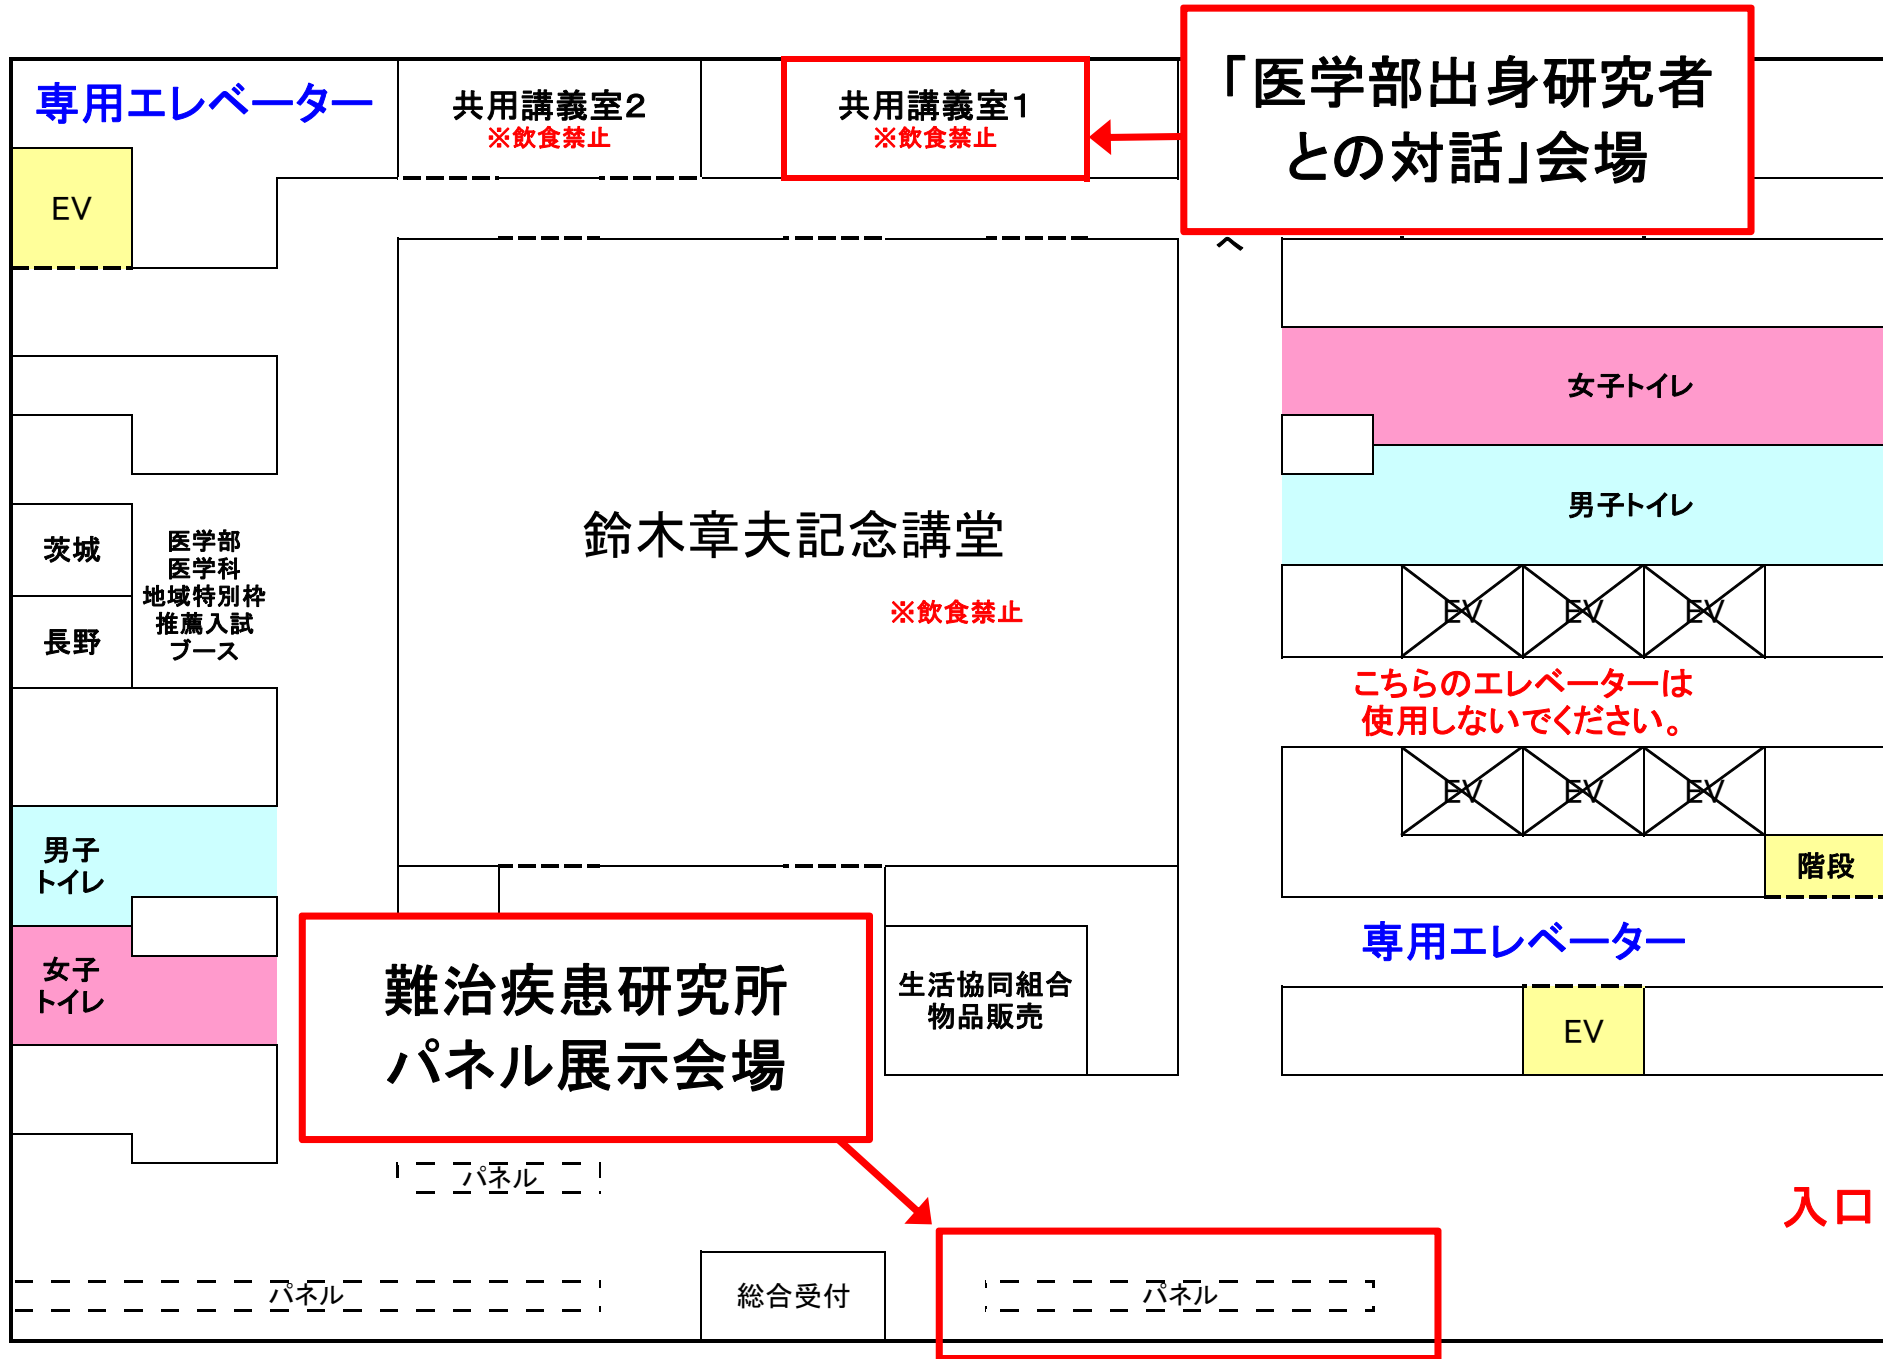 「医学部出身研究者
との対話」会場
専用エレベーター
共用講義室2
※飲食禁止
共用講義室1
※飲食禁止
EV
へ
女子トイレ
男子トイレ
鈴木章夫記念講堂
※飲食禁止
茨城
長野
医学部
医学科
地域特別枠
推薦入試
ブース
EV
EV
EV
こちらのエレベーターは
使用しないでください。
EV
EV
EV
階段
男子
トイレ
女子
トイレ
専用エレベーター
EV
難治疾患研究所
パネル展示会場
生活協同組合
物品販売
パネル
入口
パネル
総合受付
パネル